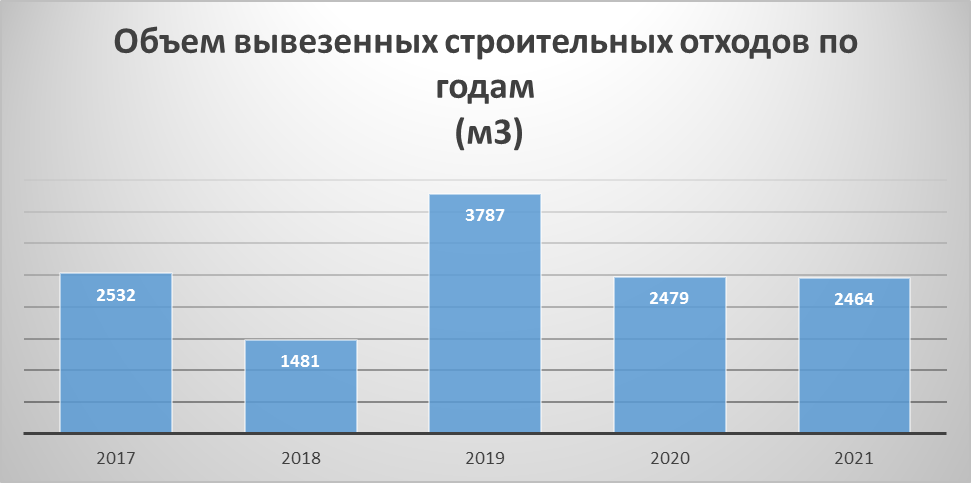 Объем вывезенных строительных отходов по
годам
(м3)
3787
2532
2479
2464
1481
2017 2018 2019 2020 2021